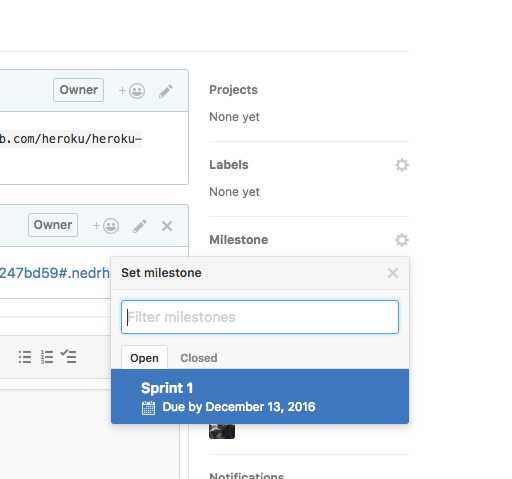 Owner
Projects
None yet
b.com/heroku/heroku-
Labels
None yet
Owner
Milestone
247bd59#.nedrh
Set milestone
Filter milestones
Open Closed
Sprint 1
Due by December 13, 2016
Notifications